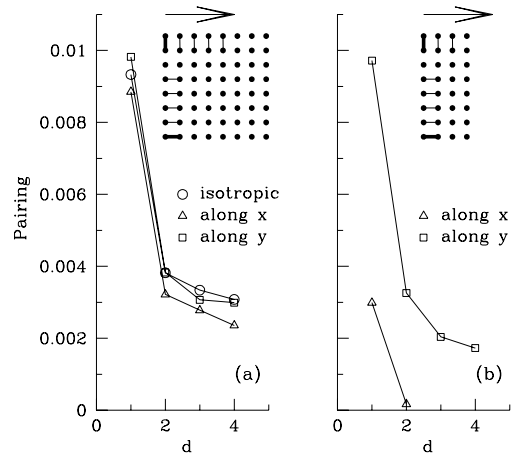 0.01
0.008
0.006
0.004
0.002
0
Pairing
isotropic
along x
along y
(a)
0 2 4
d
along x
along y
(b)
0 2 4
d